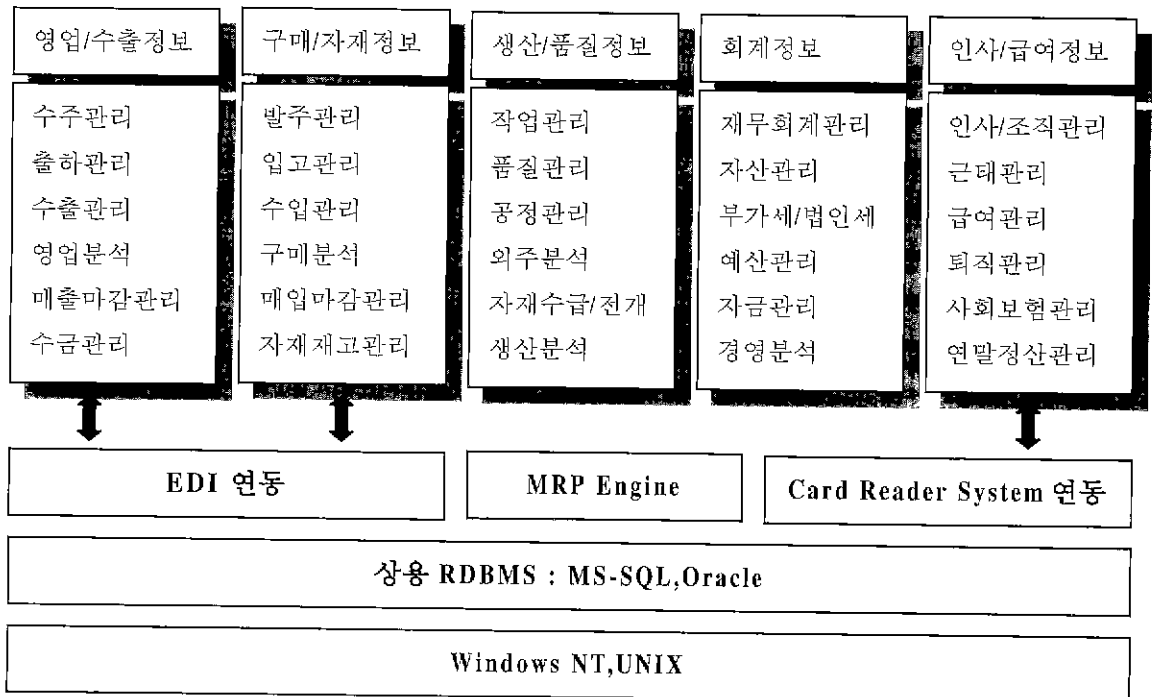 영업/수출정보
수주관리
출하관리
수출관리
영업분석
매출마감관리
수금관리
구매/자재정보
발주관리
입고관리
수입관리
구매분석
매입마감관리
자재재고관리
생산/품질정보
작업관리
품질관리
공정관리
외주분석
자재수급/전개
생산분석
회계정보
재무회계관리
자산관리
부가세/법인세
예산관리
자금관리
경영분석
인사/급여정보
인사/조직관리
근태관리
급여관리
퇴직관리
사회보험관리
연말정산관리
EDI 연동
MRP Engine
Card Reader System 연동
상용 RDBMS : MS-SQL,Oracle
Windows NT,UNIX